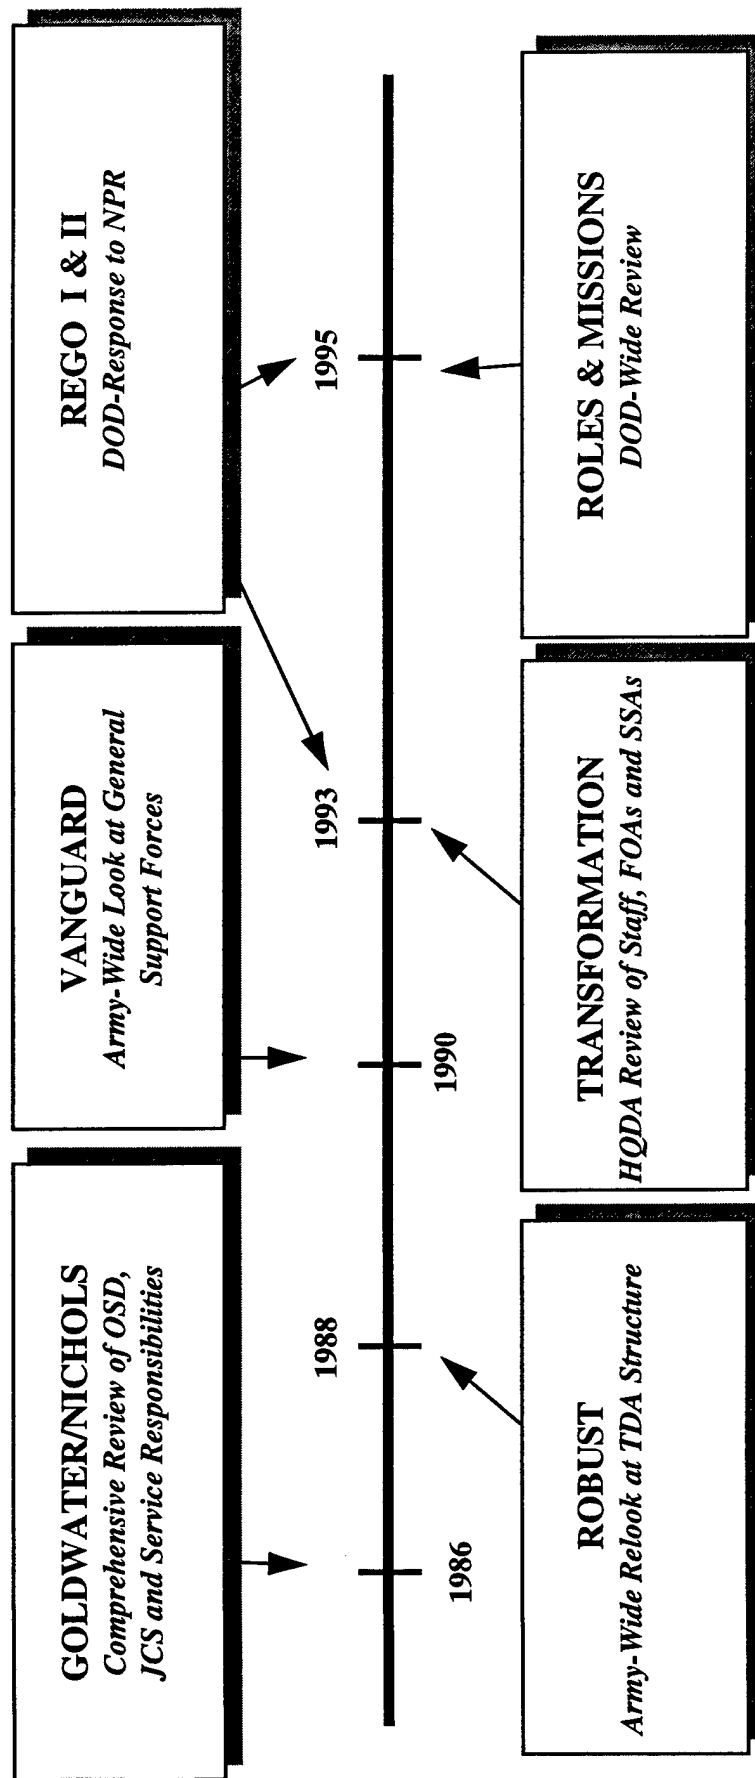 GOLDWATER/NICHOLS
Comprehensive Review of OSD,
JCS and Service Responsibilities
VANGUARD
Army-Wide Look at General
Support Forces
REGO I & II
DOD-Response to NPR
1986
1988
1990
1993
1995
ROBUST
Army-Wide Relook at TDA Structure
TRANSFORMATION
HQDA Review of Staff, FOAs and SSAs
ROLES & MISSIONS
DOD-Wide Review